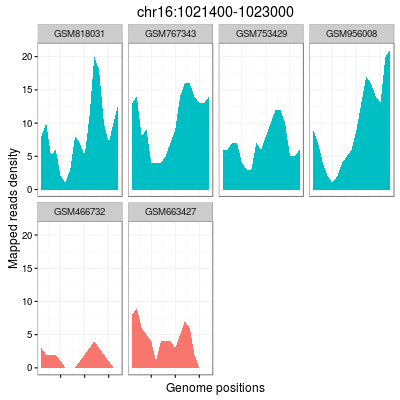 chr16:1021400-1023000
GSM818031 GSM767343 GSM753429 GSM956008
20
15
10
5
0
Mapped reads density
GSM466732 GSM663427
20
15
10
5
0
Genome positions